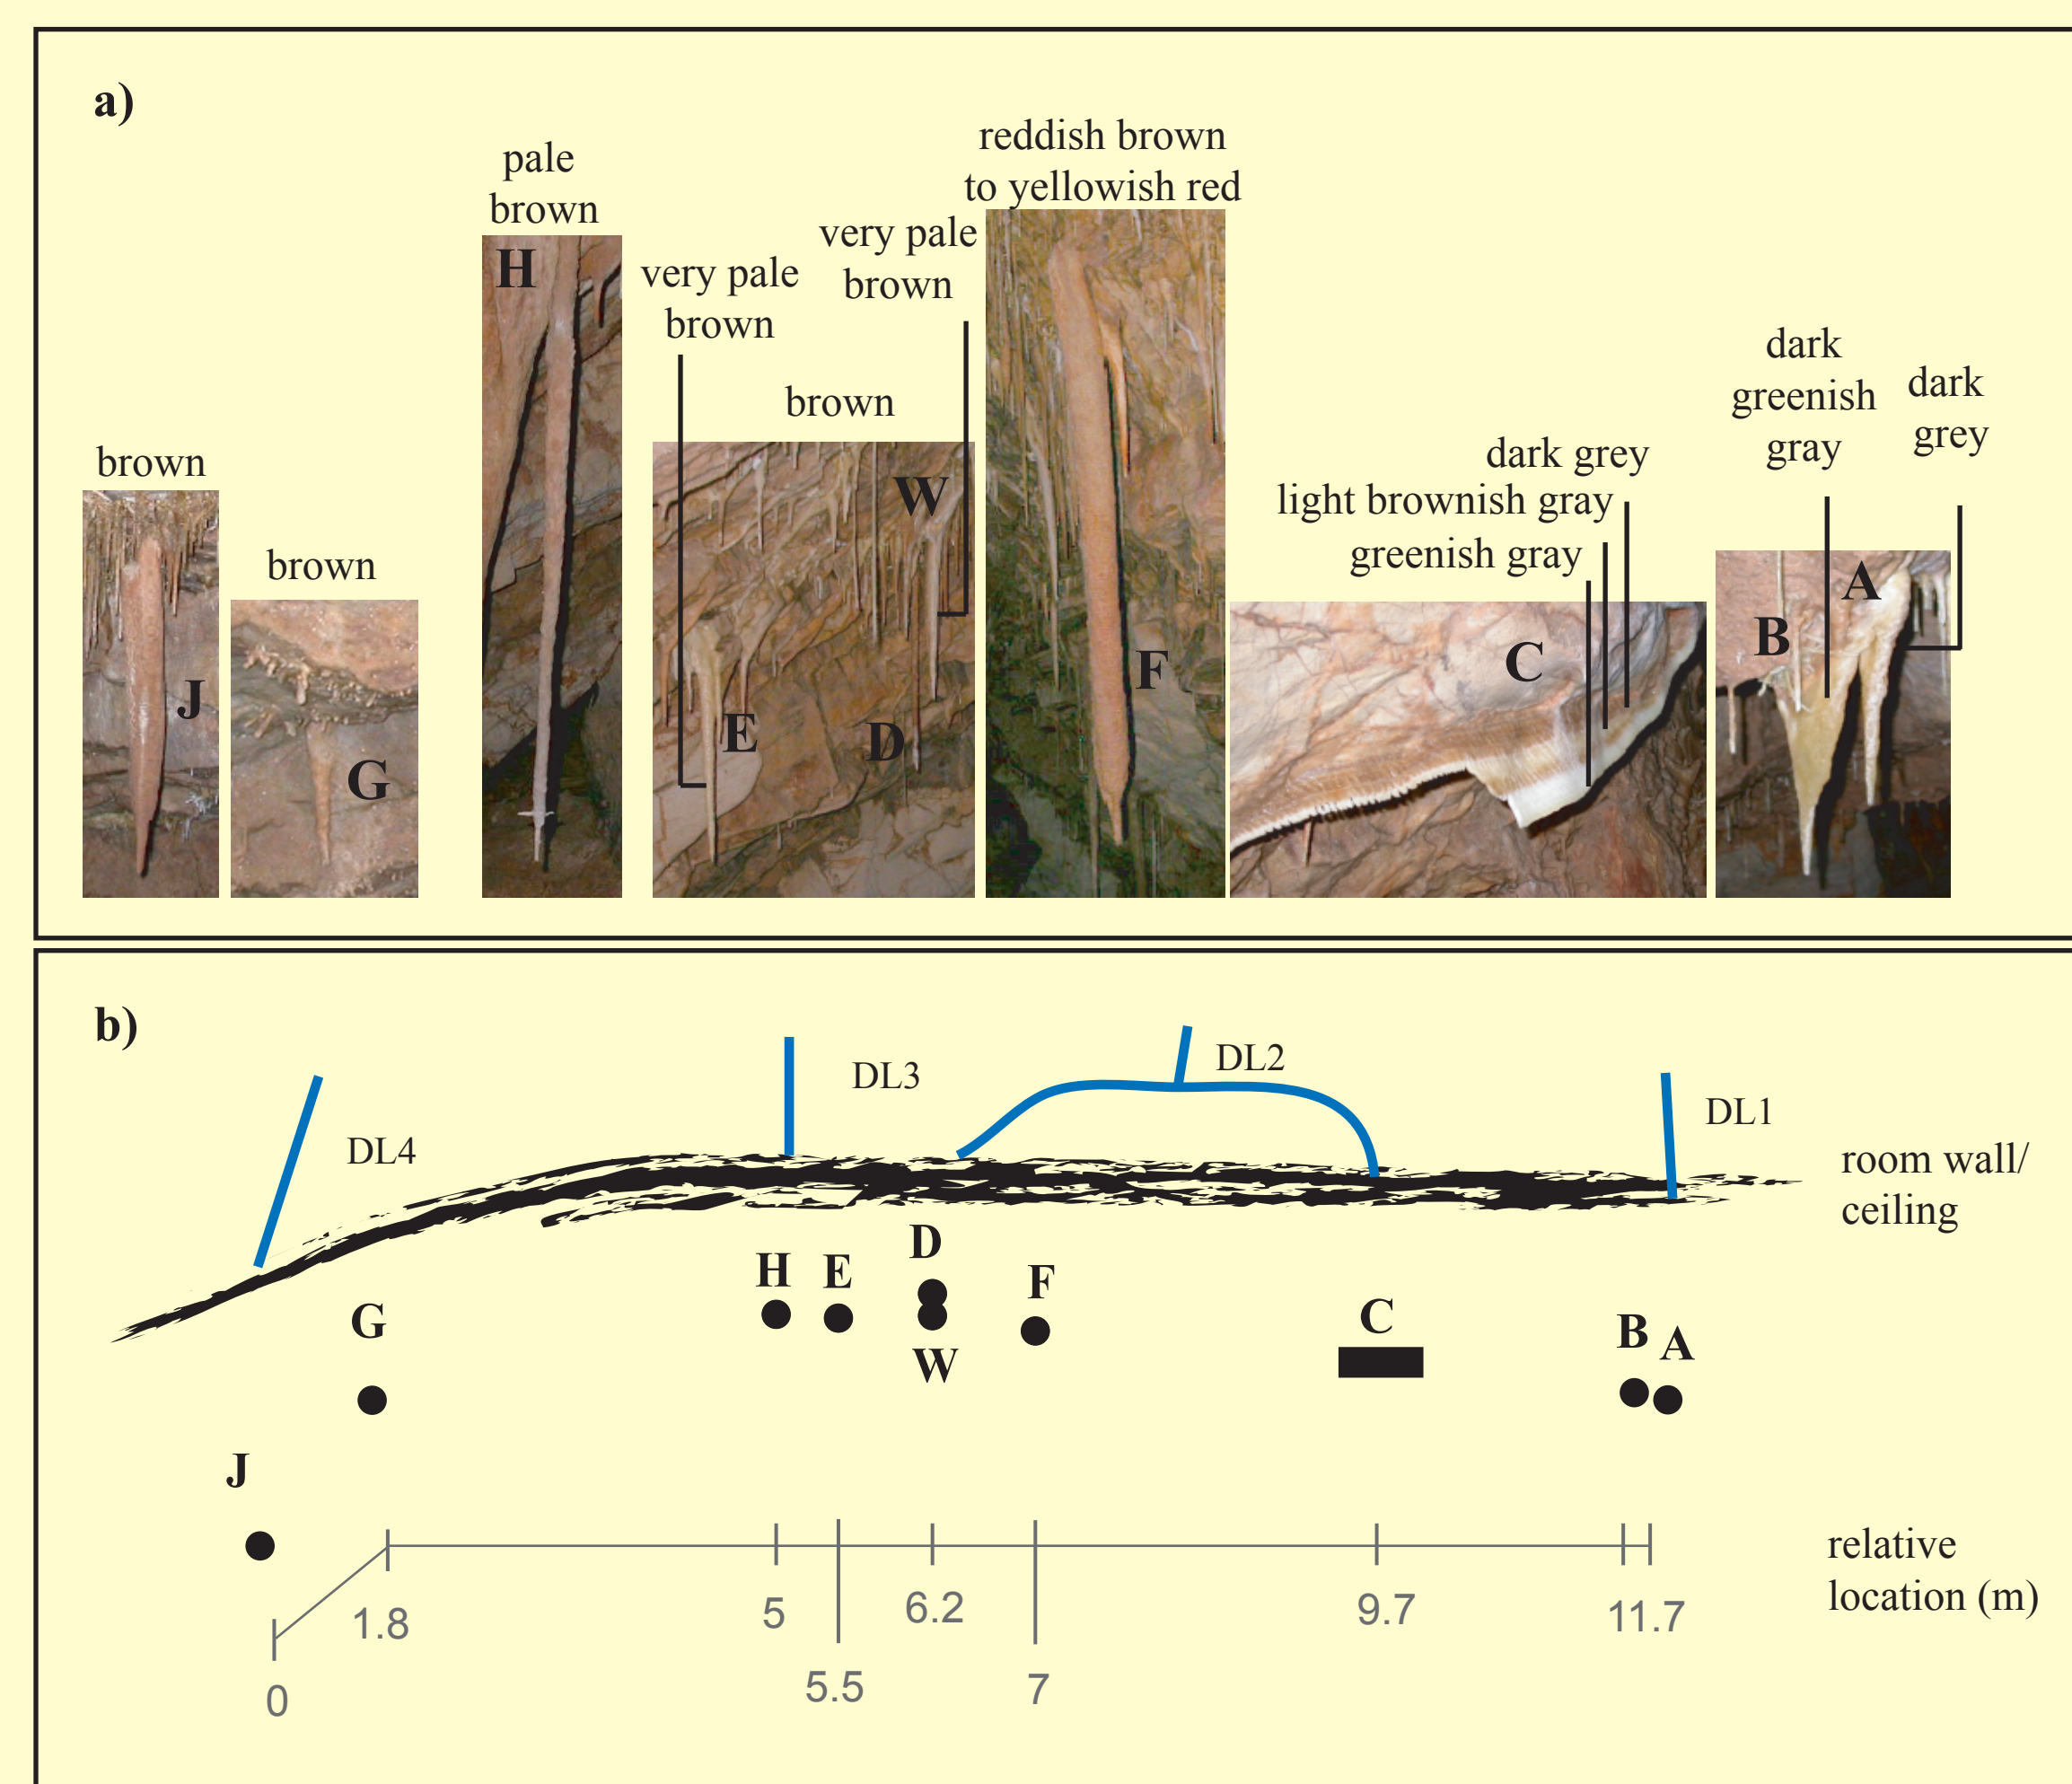 a)
brown
J
brown
G
pale
brown
H
very pale
brown
brown
very pale
brown
W
E
D
reddish brown
to yellowish red
F
dark grey
light brownish gray
greenish gray
C
dark
greenish
gray
dark
grey
A
B
b)
DL4
DL3
DL2
DL1
room wall/
ceiling
G
J
H
E
D
W
F
C
B
A
relative
location (m)
0
1.8
5
5.5
6.2
7
9.7
11.7